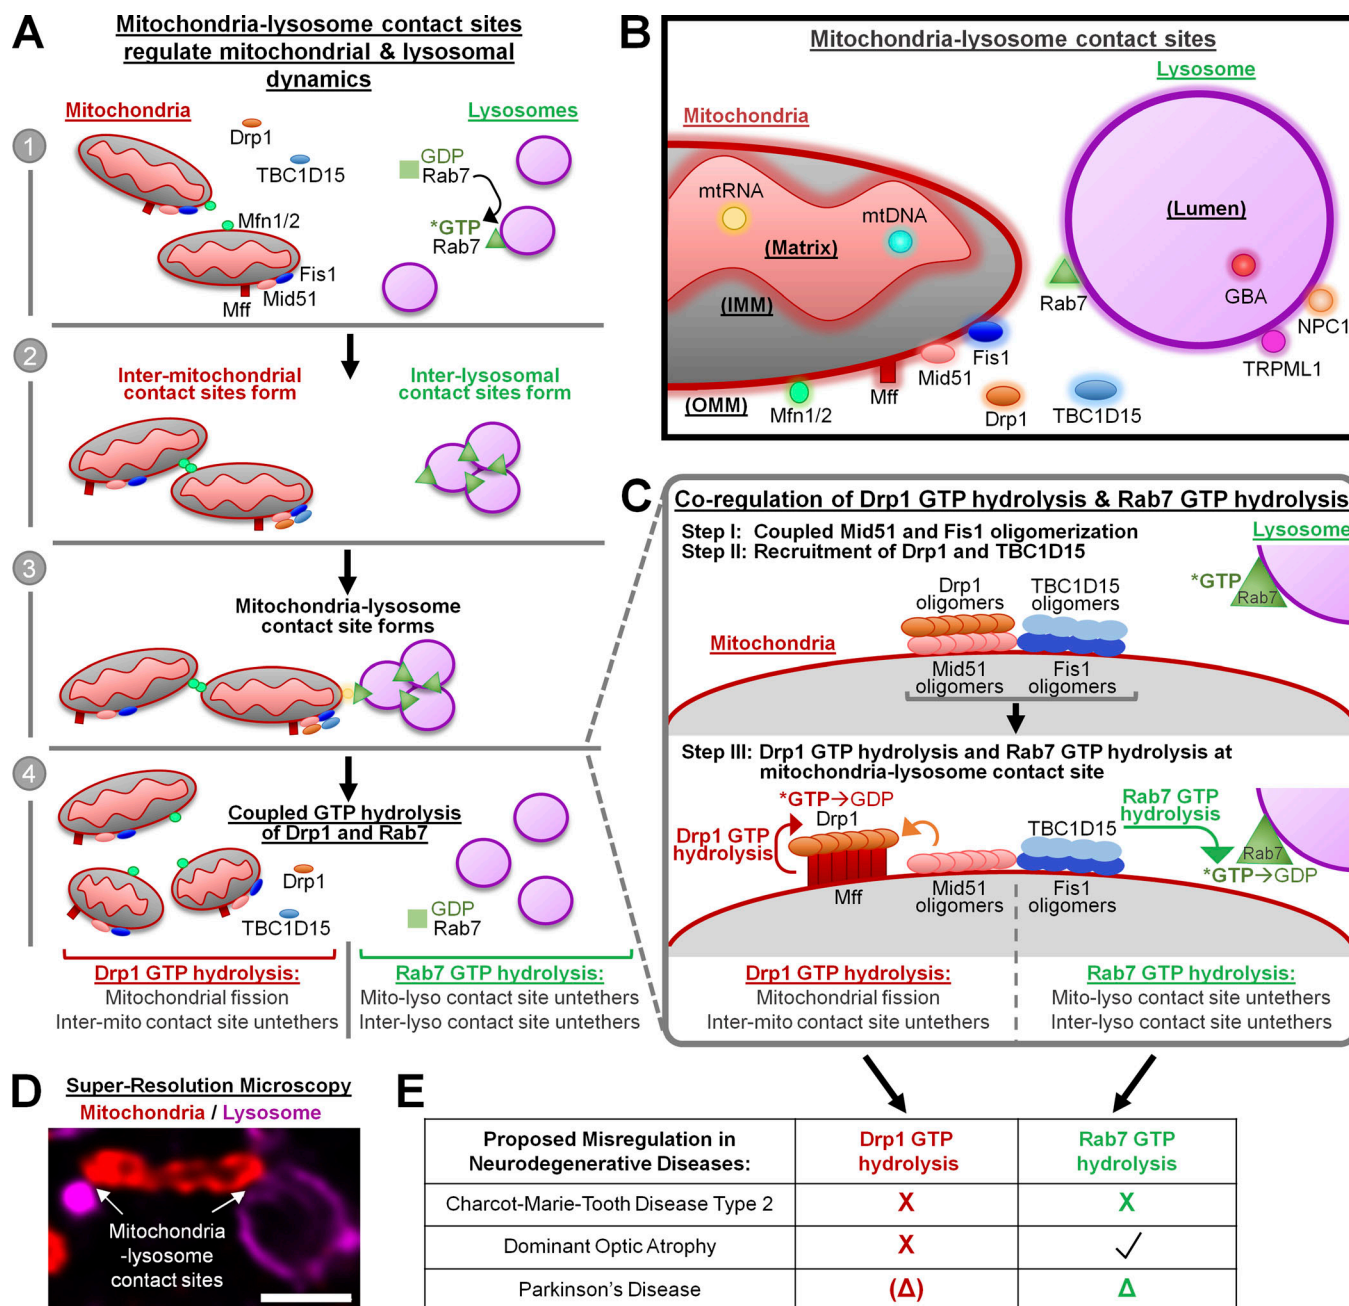 A
Mitochondria-lysosome contact sites
regulate mitochondrial & lysosomal
dynamics
Mitochondria
Lysosomes
1
Drp1
TBC1D15
GDP
Rab7
*GTP
Rab7
Mfn1/2
Fis1
Mid51
Mff
2
Inter-mitochondrial
contact sites form
Inter-lysosomal
contact sites form
3
Mitochondria-lysosome
contact site forms
4
Coupled GTP hydrolysis
of Drp1 and Rab7
Drp1
TBC1D15
GDP
Rab7
Drp1 GTP hydrolysis:
Mitochondrial fission
Inter-mito contact site untethers
Rab7 GTP hydrolysis:
Mito-lyso contact site untethers
Inter-lyso contact site untethers
B
Mitochondria-lysosome contact sites
Lysosome
Mitochondria
mtRNA
mtDNA
(Matrix)
(IMM)
(OMM)
(Lumen)
Rab7
GBA
NPC1
TRPML1
Fis1
Mid51
Mff
Mfn1/2
Drp1
TBC1D15
C
Co-regulation of Drp1 GTP hydrolysis & Rab7 GTP hydrolysis
Step I: Coupled Mid51 and Fis1 oligomerization
Step II: Recruitment of Drp1 and TBC1D15
Lysosome
*GTP
Rab7
Drp1
oligomers
TBC1D15
oligomers
Mitochondria
Mid51
oligomers
Fis1
oligomers
Step III: Drp1 GTP hydrolysis and Rab7 GTP hydrolysis at
mitochondria-lysosome contact site
*GTP→GDP
Drp1
Drp1 GTP
hydrolysis
Mff
TBC1D15
Rab7 GTP
hydrolysis
Rab7
*GTP→GDP
Mid51
oligomers
Fis1
oligomers
Drp1 GTP hydrolysis:
Mitochondrial fission
Inter-mito contact site untethers
Rab7 GTP hydrolysis:
Mito-lyso contact site untethers
Inter-lyso contact site untethers
D
Super-Resolution Microscopy
Mitochondria / Lysosome
Mitochondria
-lysosome
contact sites
E
Proposed Misregulation in
Neurodegenerative Diseases:
Drp1 GTP
hydrolysis
Rab7 GTP
hydrolysis
Charcot-Marie-Tooth Disease Type 2
X
X
Dominant Optic Atrophy
X
✓
Parkinson's Disease
(Δ)
Δ